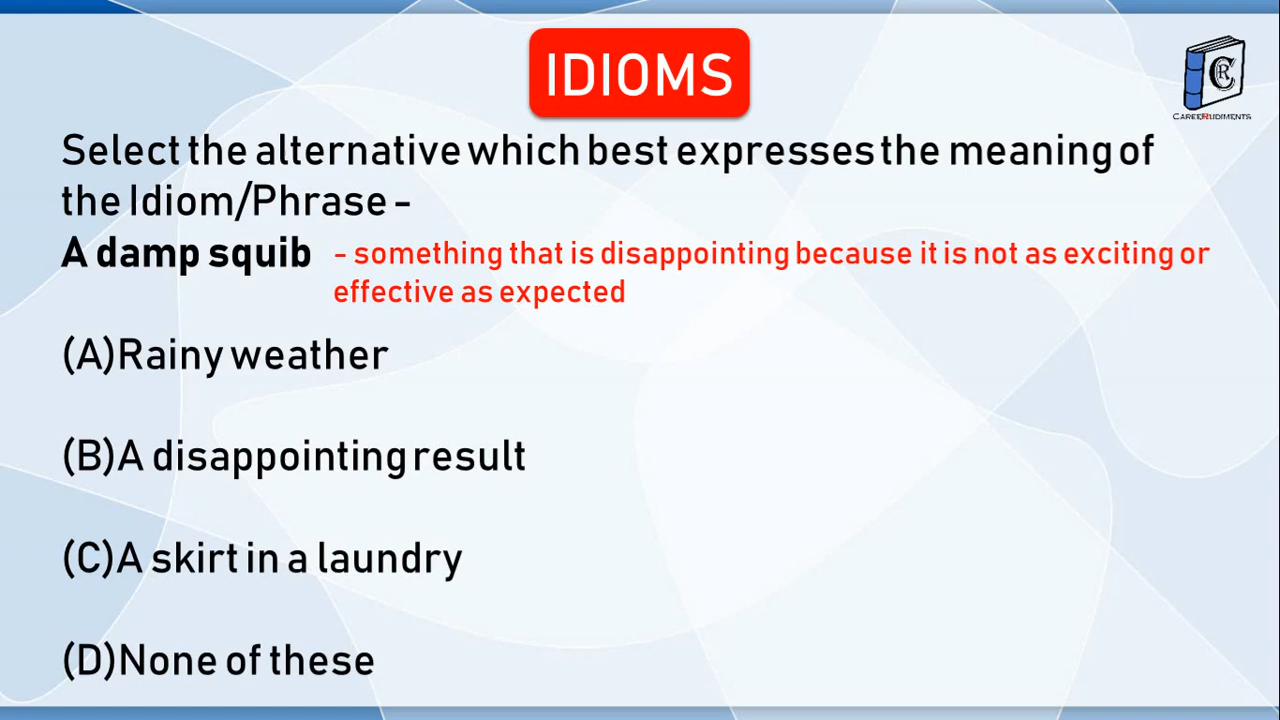 IDIOMS
CR
CAREERUDIMENTS
Select the alternative which best expresses the meaning of
the Idiom/Phrase -
A damp squib - something that is disappointing because it is not as exciting or
effective as expected
(A)Rainy weather
(B)A disappointing result
(C)A skirt in a laundry
(D)None of these